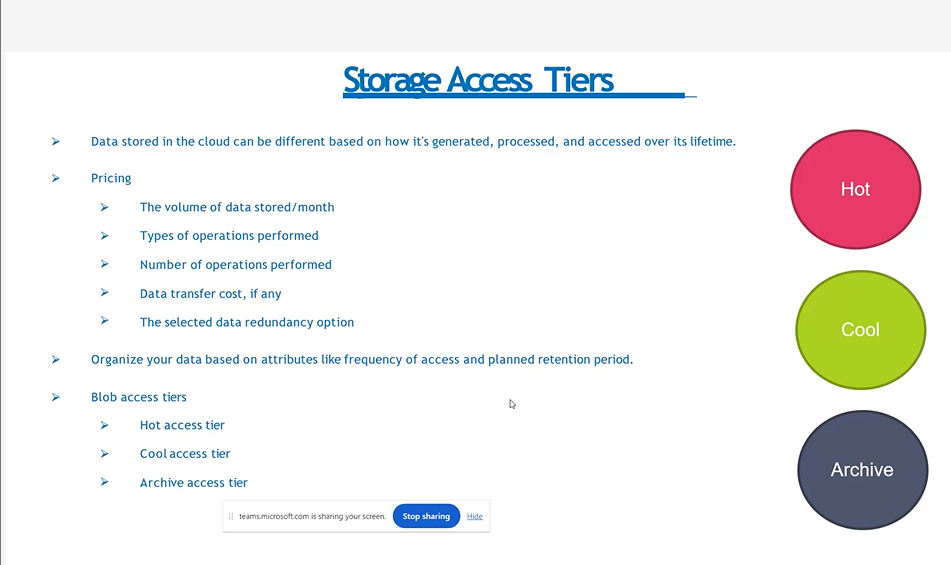 Storage Access Tiers
Data stored in the cloud can be different based on how it's generated, processed, and accessed over its lifetime.
Pricing
The volume of data stored/month
Types of operations performed
Number of operations performed
Data transfer cost, if any
The selected data redundancy option
Organize your data based on attributes like frequency of access and planned retention period.
Blob access tiers
Hot access tier
Cool access tier
Archive access tier
Hot
Cool
Archive
teams.microsoft.com is sharing your screen.
Stop sharing
Hide